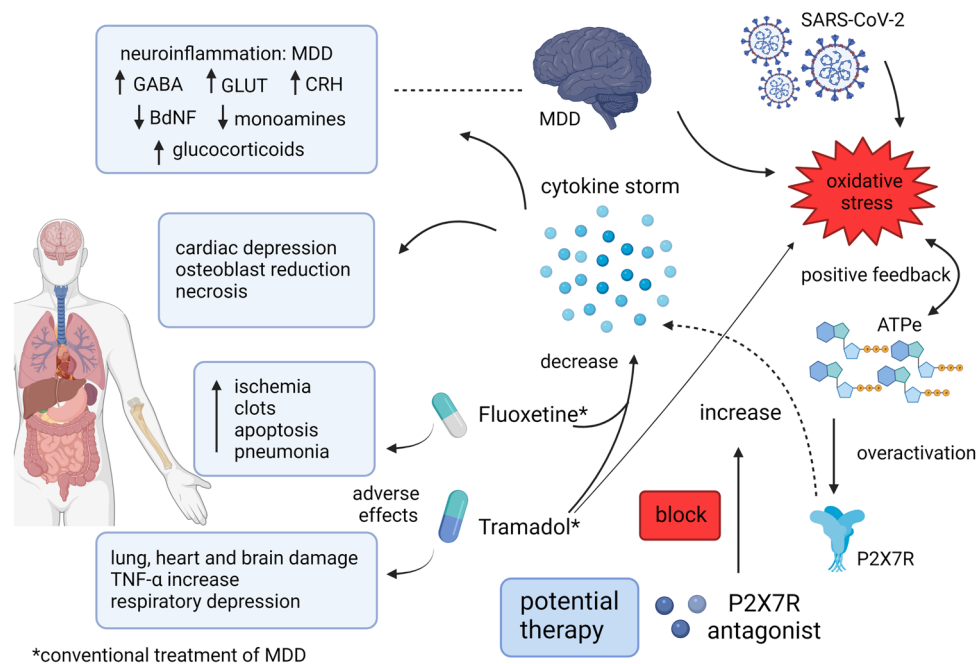 neuroinflammation: MDD
GABA GLUT CRH
BdNF monoamines
glucocorticoids
MDD
SARS-CoV-2
oxidative
stress
cytokine storm
cardiac depression
osteoblast reduction
necrosis
positive feedback
ATPe
decrease
ischemia
clots
apoptosis
pneumonia
Fluoxetine*
increase
overactivation
adverse
effects
Tramadol*
block
P2X7R
lung, heart and brain damage
TNF-α increase
respiratory depression
potential
therapy
P2X7R
antagonist
*conventional treatment of MDD